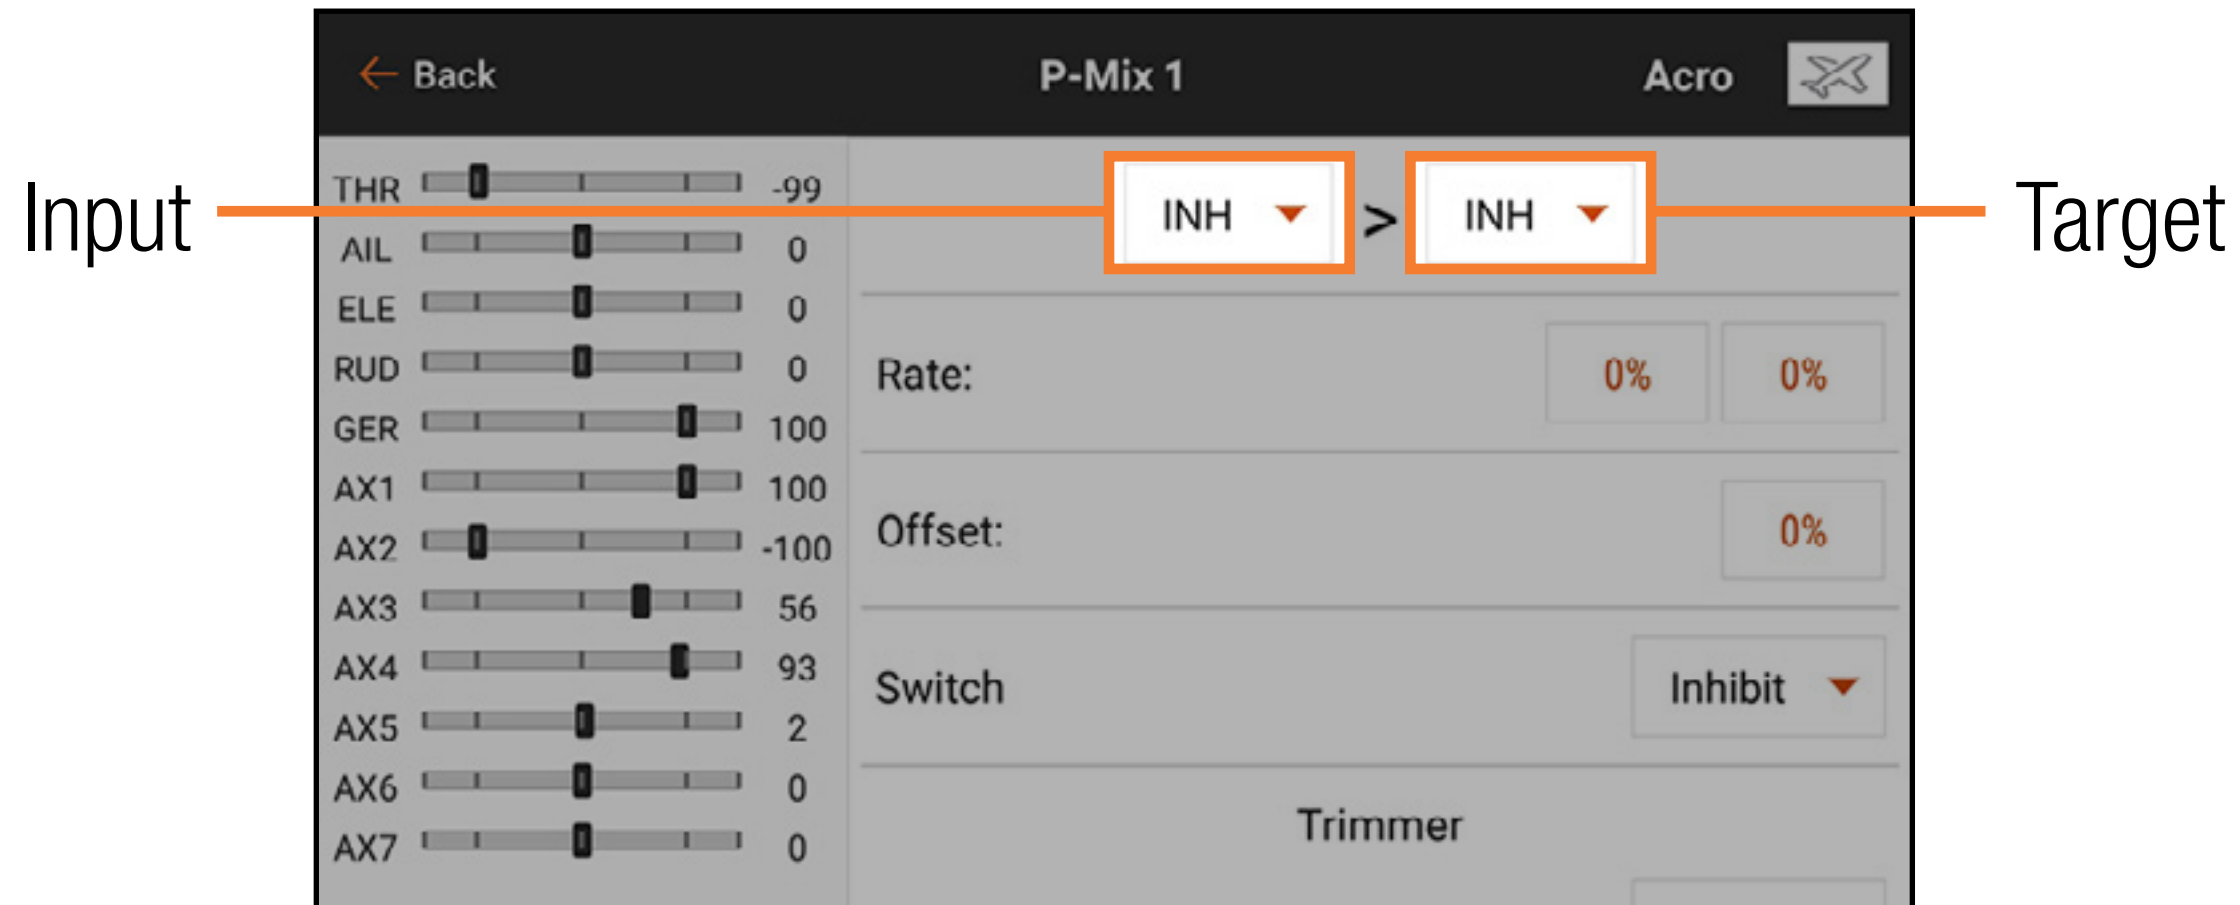 Back P-Mix 1 Acro
Input
INH > INH
Target
THR -99
AIL 0
ELE 0
RUD 0
GER 100
AX1 100
AX2 -100
AX3 56
AX4 93
AX5 2
AX6 0
AX7 0
Rate: 0% 0%
Offset: 0%
Switch Inhibit
Trimmer